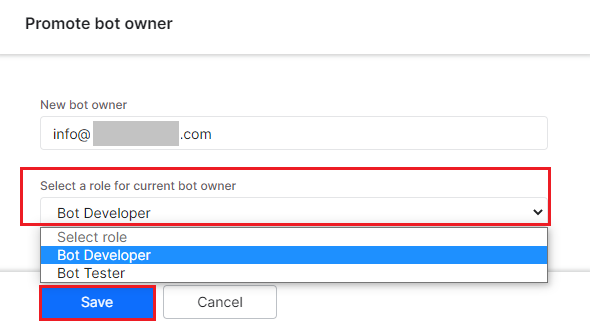 Promote bot owner
New bot owner
info@ .com
Select a role for current bot owner
Bot Developer
Select role
Bot Developer
Bot Tester
Save Cancel